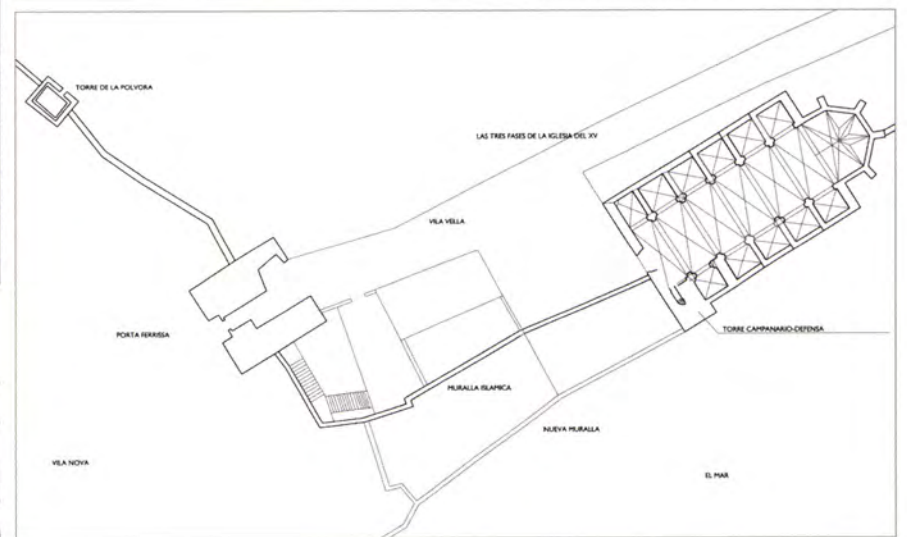 TORRE DE LA POLVORA
LAS TRES FASES DE LA IGLESIA DEL XV
VILA VELLA
PORTA FERRISSA
TORRE CAMPANARIO-DEFENSA
MURALLA ISLAMICA
NUEVA MURALLA
VILA NOVA
EL MAR